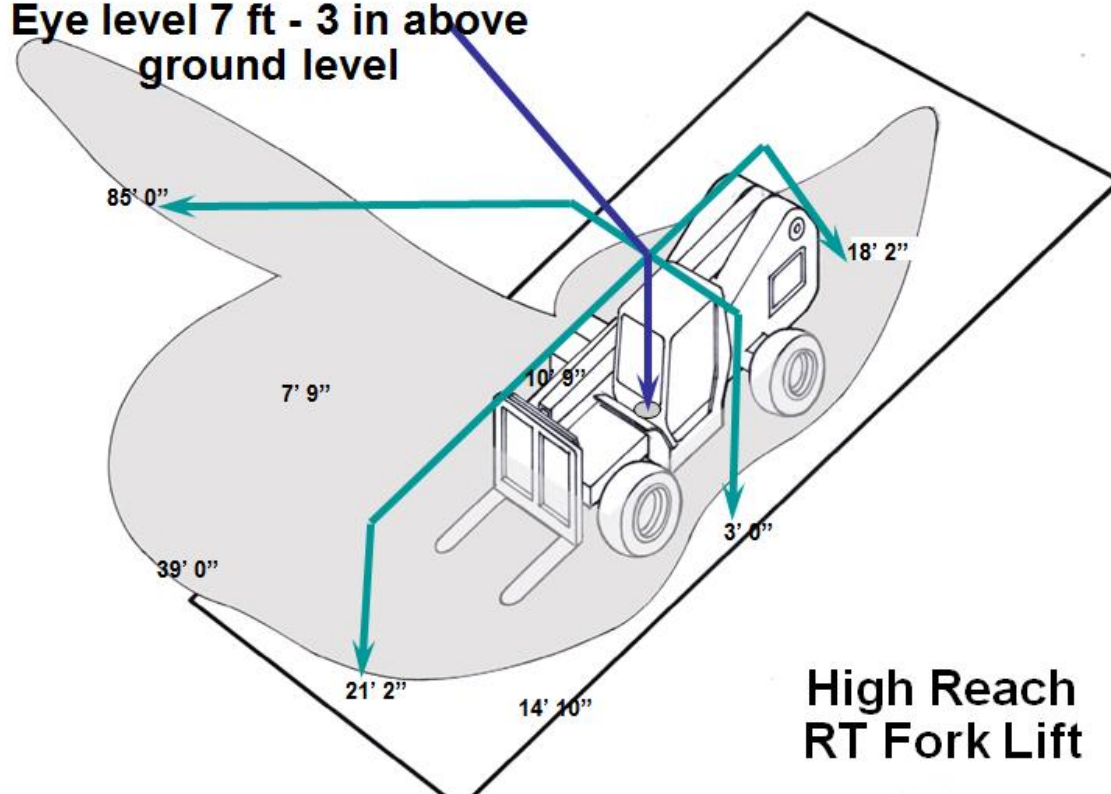 Eye level 7 ft - 3 in above
ground level
85’ 0”
18’ 2”
10’ 9”
7’ 9”
3’ 0”
39’ 0”
21’ 2”
14’ 10”
High Reach
RT Fork Lift